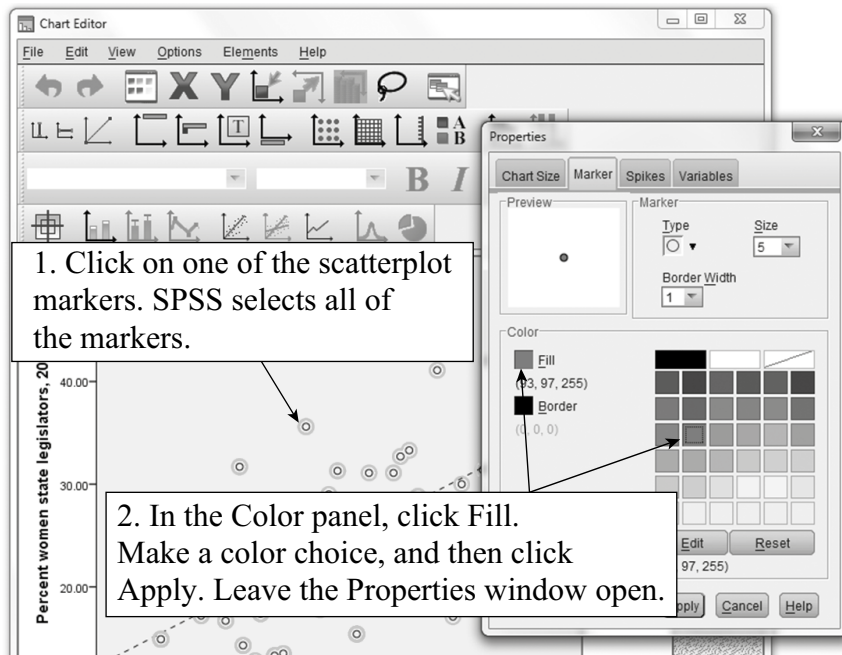 Chart Editor
File Edit View Options Elements Help
X Y
T
A
B
B I
Properties
Chart Size Marker Spikes Variables
Preview
Marker
Type
Size
5
Border Width
1
1. Click on one of the scatterplot
markers. SPSS selects all of
the markers.
Color
Fill
(93, 97, 255)
Border
(0, 0, 0)
Percent women state legislators, 20
40.00
30.00
20.00
2. In the Color panel, click Fill.
Make a color choice, and then click
Apply. Leave the Properties window open.
Edit Reset
97, 255)
Cancel Help